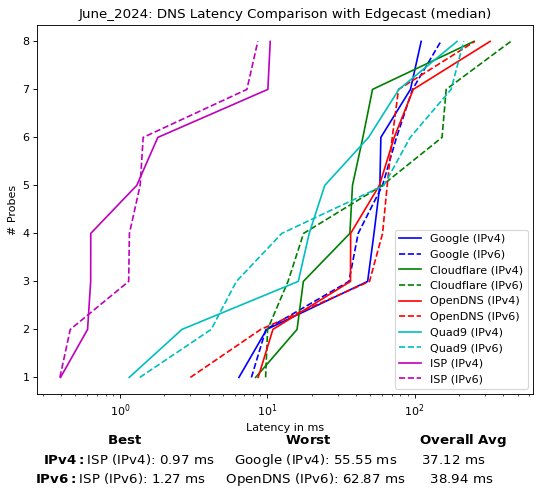 June_2024: DNS Latency Comparison with Edgecast (median)
8
7
6
5
4
3
2
1
# Probes
Google (IPv4)
Google (IPv6)
Cloudflare (IPv4)
Cloudflare (IPv6)
OpenDNS (IPv4)
OpenDNS (IPv6)
Quad9 (IPv4)
Quad9 (IPv6)
ISP (IPv4)
ISP (IPv6)
10⁰ 10¹ 10²
Latency in ms
Best Worst Overall Avg
IPv4: ISP (IPv4): 0.97 ms Google (IPv4): 55.55 ms 37.12 ms
IPv6: ISP (IPv6): 1.27 ms OpenDNS (IPv6): 62.87 ms 38.94 ms